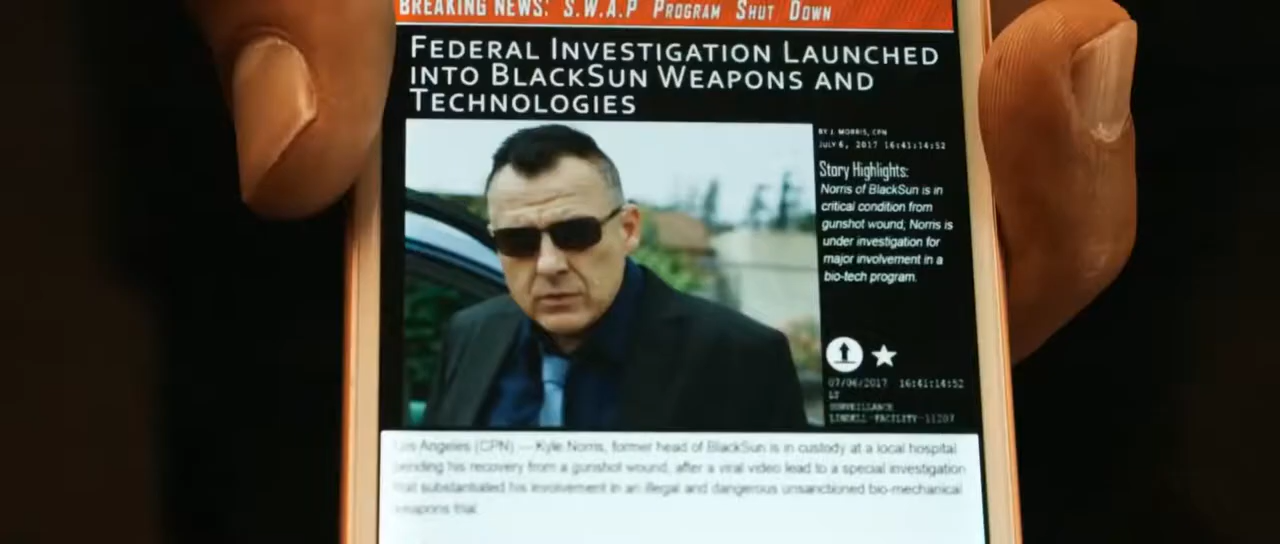 BREAKING NEWS: S.W.A.P PROGRAM SHUT DOWN
FEDERAL INVESTIGATION LAUNCHED
INTO BLACKSUN WEAPONS AND
TECHNOLOGIES
BY J. MORRIS, CPN
JULY 6, 2017 16:41:14:52
Story Highlights:
Norris of BlackSun is in
critical condition from
gunshot wound, Norris is
under investigation for
major involvement in a
bio-tech program.
07/06/2017 16:41:14:52
LT
SURVEILLANCE
LINDELL-FACILITY-11207
Los Angeles (CPN) — Kyle Norris, former head of BlackSun is in custody at a local hospital
pending his recovery from a gunshot wound, after a viral video lead to a special investigation
that substantiated his involvement in an illegal and dangerous unsanctioned bio-mechanical
weapons trial.